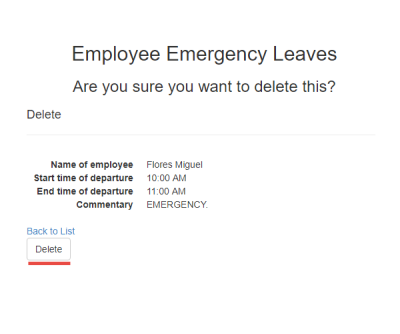 Employee Emergency Leaves
Are you sure you want to delete this?
Delete
Name of employee Flores Miguel
Start time of departure 10:00 AM
End time of departure 11:00 AM
Commentary EMERGENCY.
Back to List
Delete